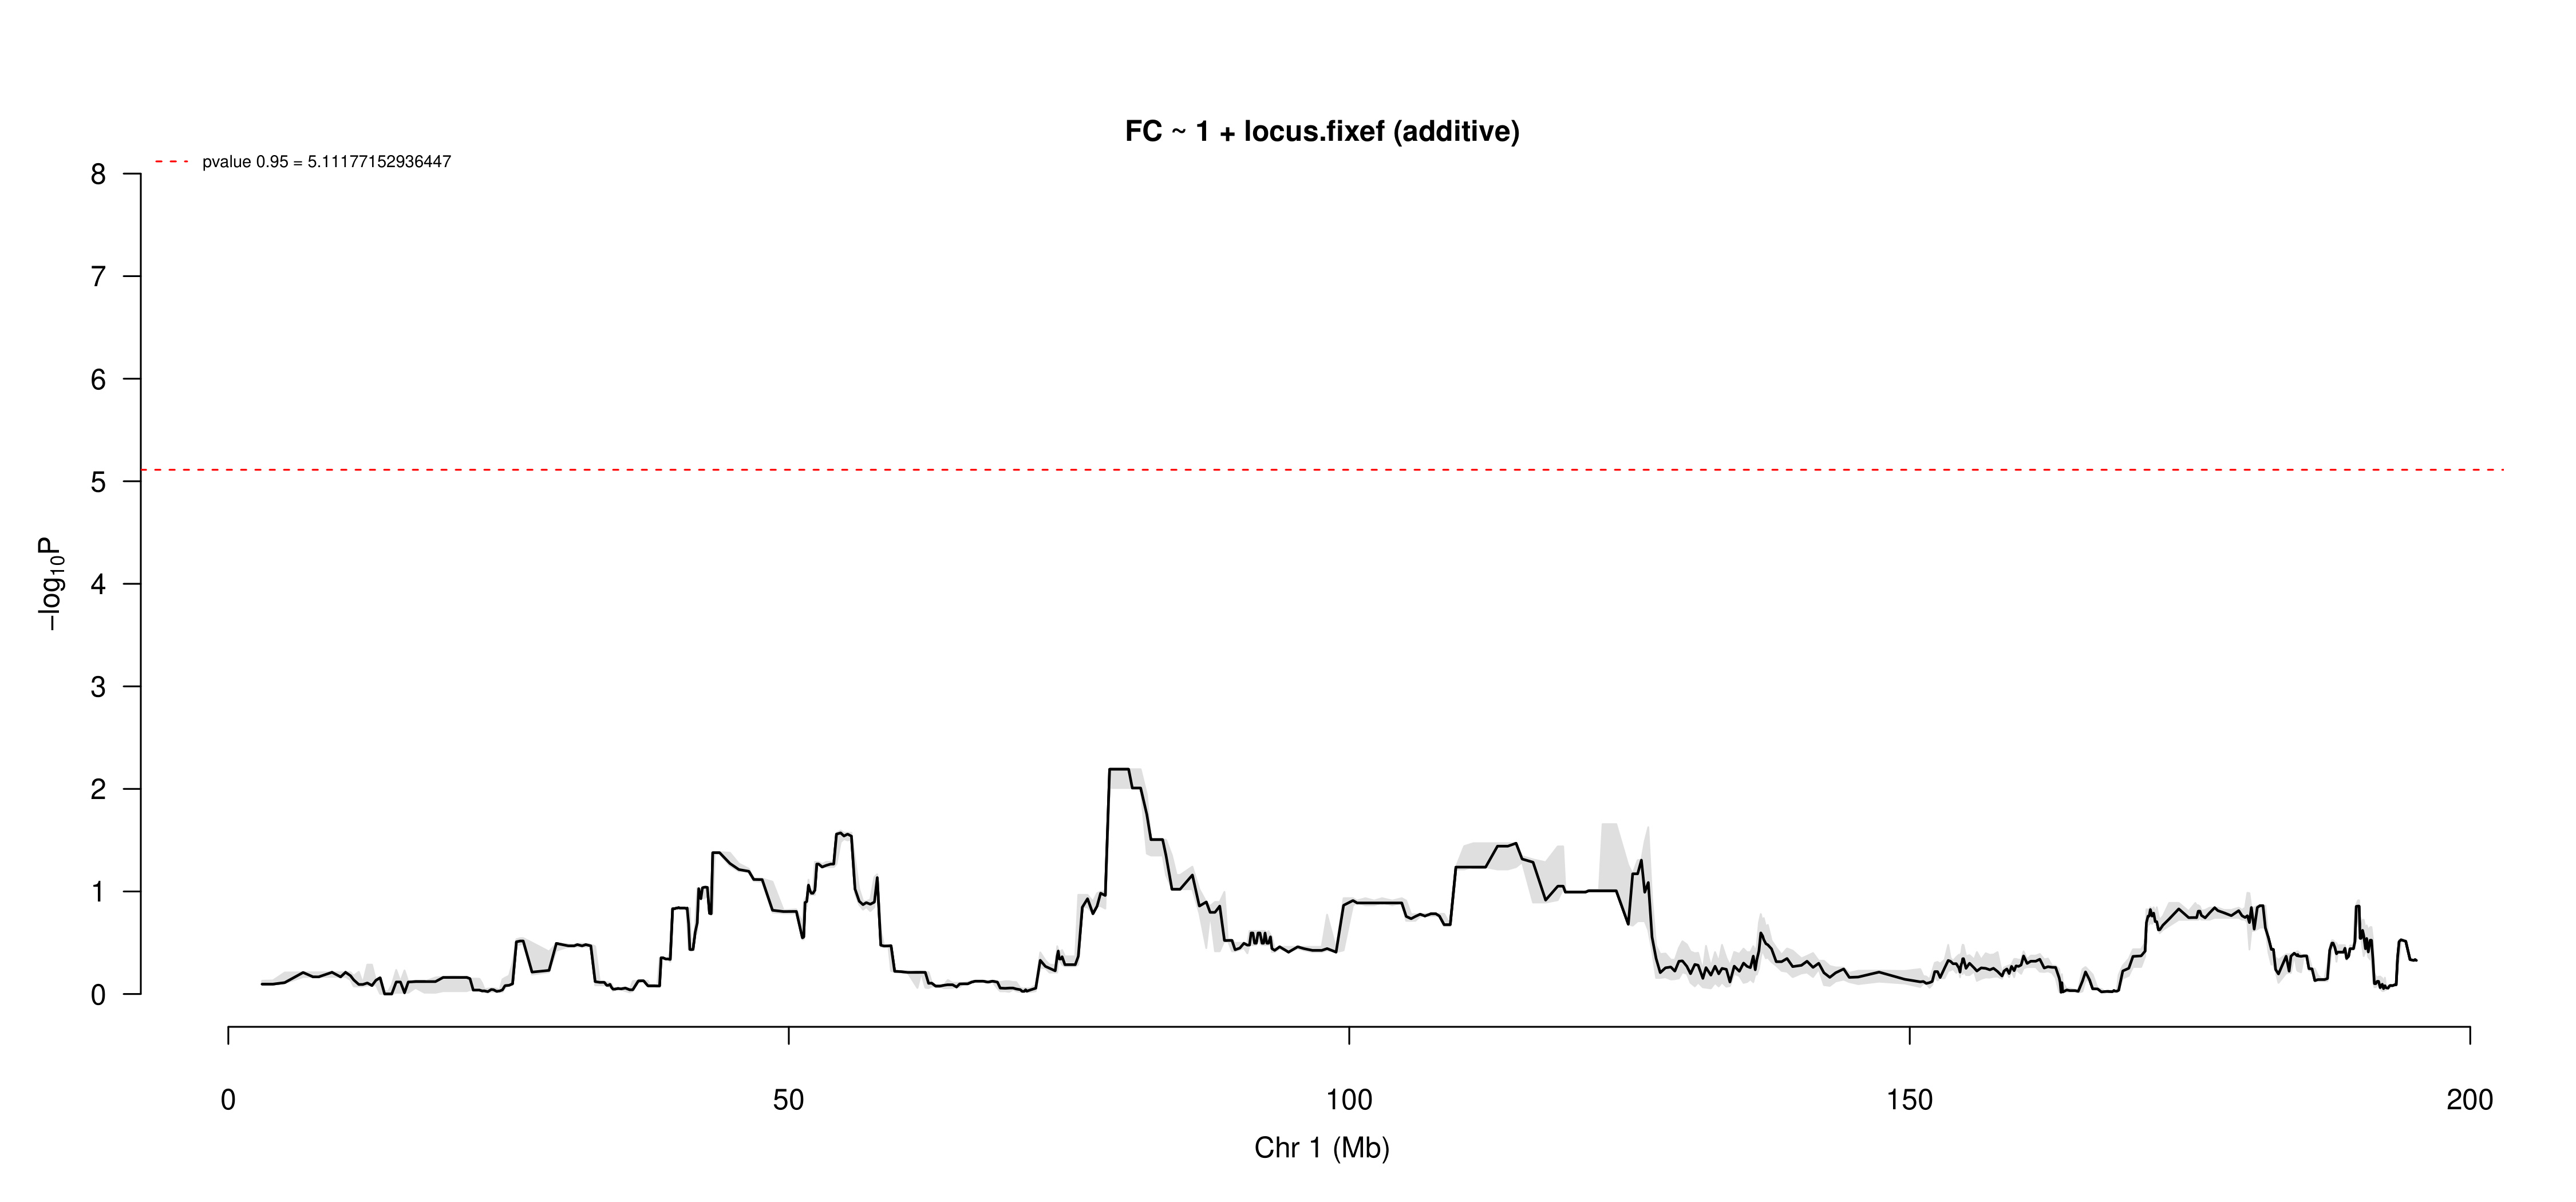 FC ~ 1 + locus.fixef (additive)
pvalue 0.95 = 5.11177152936447
8
7
6
5
4
3
2
1
0
−log10P
0 50 100 150 200
Chr 1 (Mb)